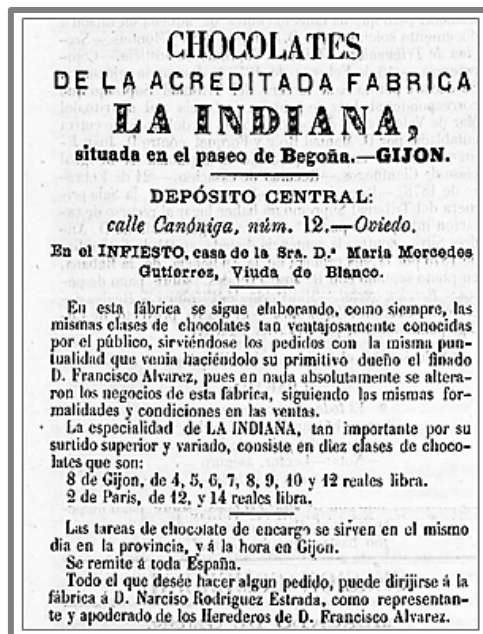 CHOCOLATES
DE LA ACREDITADA FABRICA
LA INDIANA,
situada en el paseo de Begoña.—GIJON.
DEPÓSITO CENTRAL:
calle Canóniga, núm. 12.—Oviedo.
En el INFIESTO, casa de la Sra. D.ª Maria Mercedes
Gutierrez, Viuda de Blanco.
En esta fábrica se sigue elaborando, como siempre, las
mismas clases de chocolates tan ventajosamente conocidas
por el público, sirviéndose los pedidos con la misma pun-
tualidad que venia haciéndolo su primitivo dueño el finado
D. Francisco Alvarez, pues en nada absolutamente se altera-
ron los negocios de esta fabrica, siguiendo las mismas for-
malidades y condiciones en las ventas.
La especialidad de LA INDIANA, tan importante por su
surtido superior y variado, consiste en diez clases de choco-
lates que son:
8 de Gijon, de 4, 5, 6, 7, 8, 9, 10 y 12 reales libra.
2 de Paris, de 12, y 14 reales libra.
Las tareas de chocolate de encargo se sirven en el mismo
dia en la provincia, y á la hora en Gijon.
Se remite á toda España.
Todo el que desée hacer algun pedido, puede dirijirse á la
fábrica á D. Narciso Rodriguez Estrada, como representan-
te y apoderado de los Herederos de D. Francisco Alvarez.